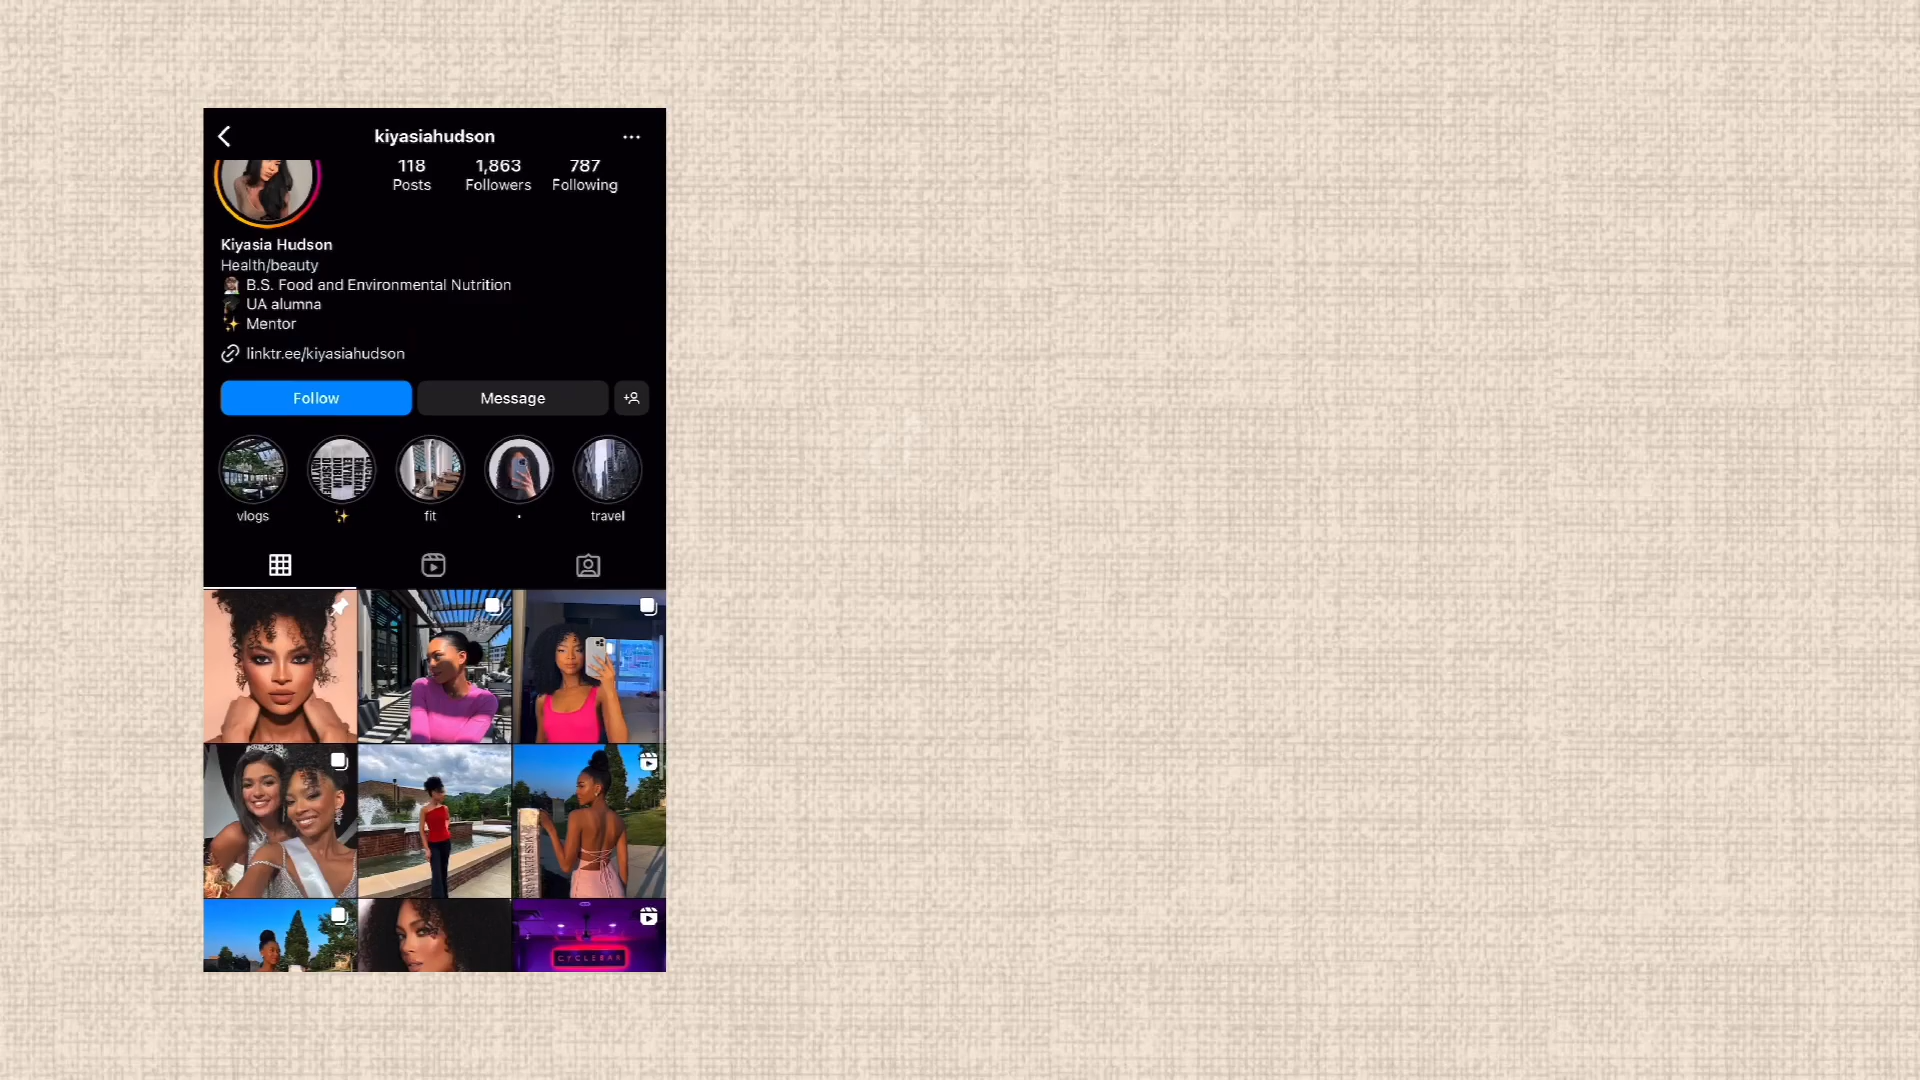 kiyasiahudson
118 1,863 787
Posts Followers Following
Kiyasia Hudson
Health/beauty
B.S. Food and Environmental Nutrition
UA alumna
✨ Mentor
linktr.ee/kiyasiahudson
Follow Message
vlogs ✨ fit • travel
CYCLEBAR